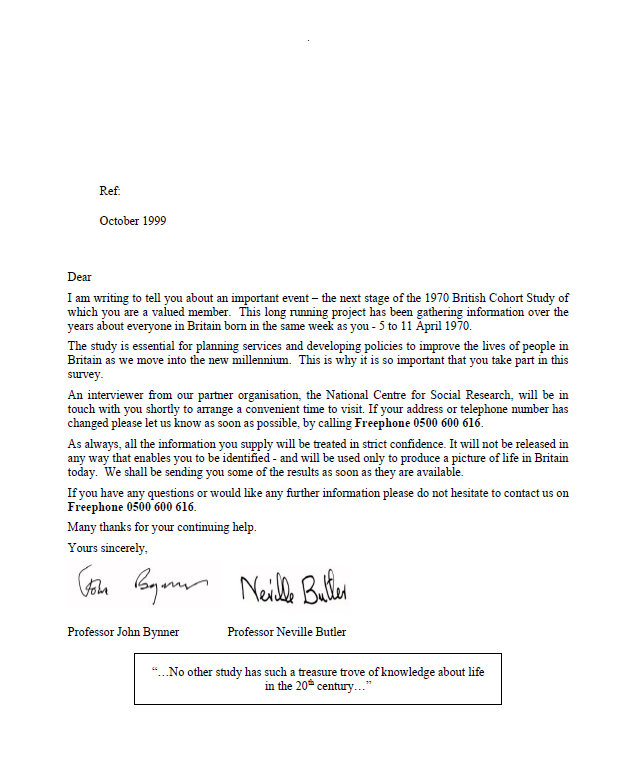 Ref:
October 1999
Dear
I am writing to tell you about an important event – the next stage of the 1970 British Cohort Study of
which you are a valued member.  This long running project has been gathering information over the
years about everyone in Britain born in the same week as you - 5 to 11 April 1970.
The study is essential for planning services and developing policies to improve the lives of people in
Britain as we move into the new millennium.  This is why it is so important that you take part in this
survey.
An interviewer from our partner organisation, the National Centre for Social Research, will be in
touch with you shortly to arrange a convenient time to visit. If your address or telephone number has
changed please let us know as soon as possible, by calling Freephone 0500 600 616.
As always, all the information you supply will be treated in strict confidence. It will not be released in
any way that enables you to be identified - and will be used only to produce a picture of life in Britain
today.  We shall be sending you some of the results as soon as they are available.
If you have any questions or would like any further information please do not hesitate to contact us on
Freephone 0500 600 616.
Many thanks for your continuing help.
Yours sincerely,
John Bynner Neville Butler
Professor John Bynner Professor Neville Butler
“…No other study has such a treasure trove of knowledge about life
in the 20th century…”